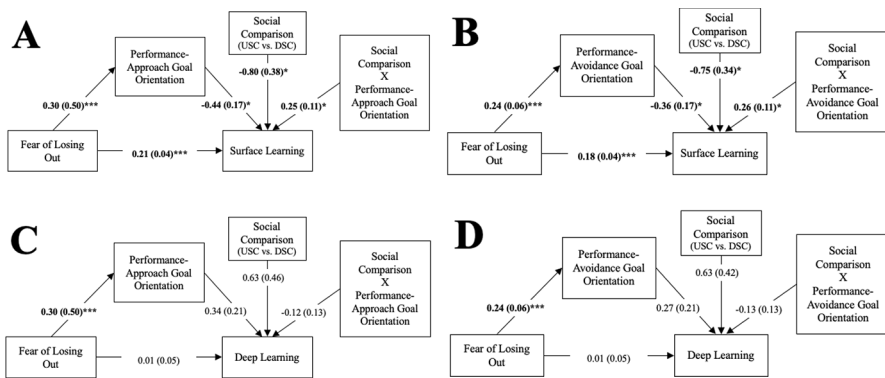 A
Social
Comparison
(USC vs. DSC)
Performance-
Approach Goal
Orientation
Social
Comparison
X
Performance-
Approach Goal
Orientation
-0.80 (0.38)*
0.30 (0.50)***
-0.44 (0.17)*
0.25 (0.11)*
Fear of Losing
Out
0.21 (0.04)***
Surface Learning
B
Social
Comparison
(USC vs. DSC)
Performance-
Avoidance Goal
Orientation
Social
Comparison
X
Performance-
Avoidance Goal
Orientation
-0.75 (0.34)*
0.24 (0.06)***
-0.36 (0.17)*
0.26 (0.11)*
Fear of Losing
Out
0.18 (0.04)***
Surface Learning
C
Social
Comparison
(USC vs. DSC)
Performance-
Approach Goal
Orientation
Social
Comparison
X
Performance-
Approach Goal
Orientation
0.63 (0.46)
0.30 (0.50)***
0.34 (0.21)
-0.12 (0.13)
Fear of Losing
Out
0.01 (0.05)
Deep Learning
D
Social
Comparison
(USC vs. DSC)
Performance-
Avoidance Goal
Orientation
Social
Comparison
X
Performance-
Avoidance Goal
Orientation
0.63 (0.42)
0.24 (0.06)***
0.27 (0.21)
-0.13 (0.13)
Fear of Losing
Out
0.01 (0.05)
Deep Learning